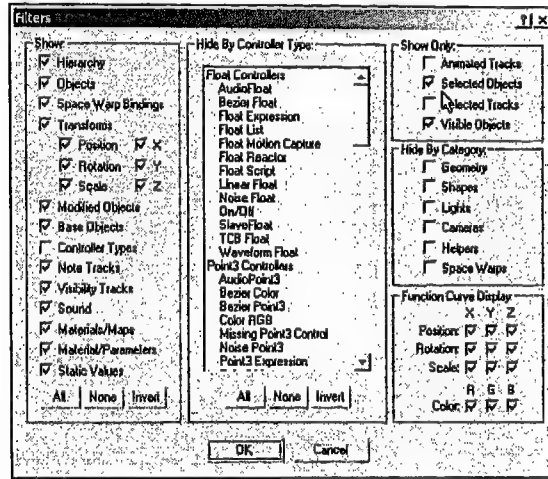 Filters
Show:
Hierarchy
Objects
Space Warp Bindings
Transforms
Position X
Rotation Y
Scale Z
Modified Objects
Base Objects
Controller Types
Note Tracks
Visibility Tracks
Sound
Materials/Maps
Material/Parameters
Static Values
All None Invert
Hide By Controller Type:
Float Controllers
AudioFloat
Bezier Float
Float Expression
Float List
Float Motion Capture
Float Reactor
Float Script
Linear Float
Noise Float
On/Off
SlaveFloat
TCB Float
Waveform Float
Point3 Controllers
AudioPoint3
Bezier Color
Bezier Point3
Color RGB
Missing Point3 Control
Noise Point3
Point3 Expression
All None Invert
Show Only:
Animated Tracks
Selected Objects
Selected Tracks
Visible Objects
Hide By Category:
Geometry
Shapes
Lights
Cameras
Helpers
Space Warps
Function Curve Display:
X Y Z
Position:
Rotation:
Scale:
R G B
Color:
OK Cancel